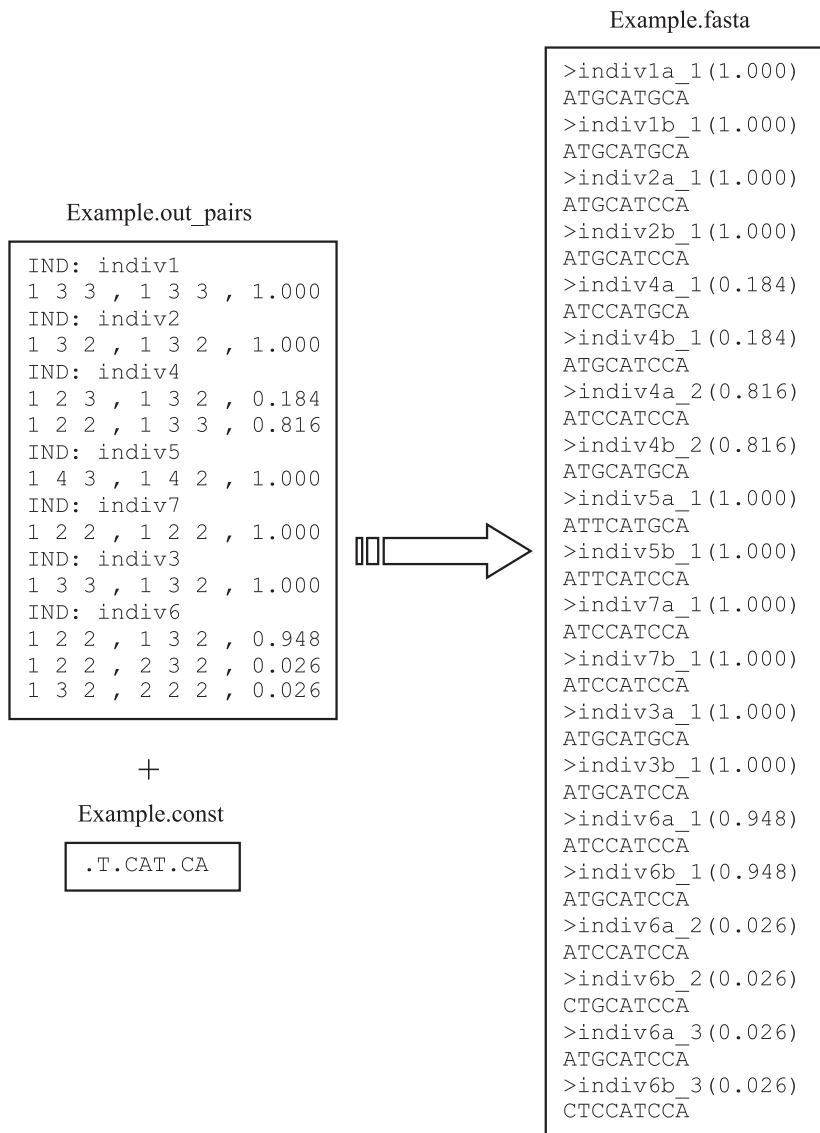 Example.out_pairs
IND: indiv1
1 3 3 , 1 3 3 , 1.000
IND: indiv2
1 3 2 , 1 3 2 , 1.000
IND: indiv4
1 2 3 , 1 3 2 , 0.184
1 2 2 , 1 3 3 , 0.816
IND: indiv5
1 4 3 , 1 4 2 , 1.000
IND: indiv7
1 2 2 , 1 2 2 , 1.000
IND: indiv3
1 3 3 , 1 3 2 , 1.000
IND: indiv6
1 2 2 , 1 3 2 , 0.948
1 2 2 , 2 3 2 , 0.026
1 3 2 , 2 2 2 , 0.026
+
Example.const
.T.CAT.CA
Example.fasta
>indiv1a_1(1.000)
ATGCATGCA
>indiv1b_1(1.000)
ATGCATGCA
>indiv2a_1(1.000)
ATGCATCCA
>indiv2b_1(1.000)
ATGCATCCA
>indiv4a_1(0.184)
ATCCATGCA
>indiv4b_1(0.184)
ATGCATCCA
>indiv4a_2(0.816)
ATCCATCCA
>indiv4b_2(0.816)
ATGCATGCA
>indiv5a_1(1.000)
ATTCATGCA
>indiv5b_1(1.000)
ATTCATCCA
>indiv7a_1(1.000)
ATCCATCCA
>indiv7b_1(1.000)
ATCCATCCA
>indiv3a_1(1.000)
ATGCATGCA
>indiv3b_1(1.000)
ATGCATCCA
>indiv6a_1(0.948)
ATCCATCCA
>indiv6b_1(0.948)
ATGCATCCA
>indiv6a_2(0.026)
ATCCATCCA
>indiv6b_2(0.026)
CTGCATCCA
>indiv6a_3(0.026)
ATGCATCCA
>indiv6b_3(0.026)
CTCCATCCA